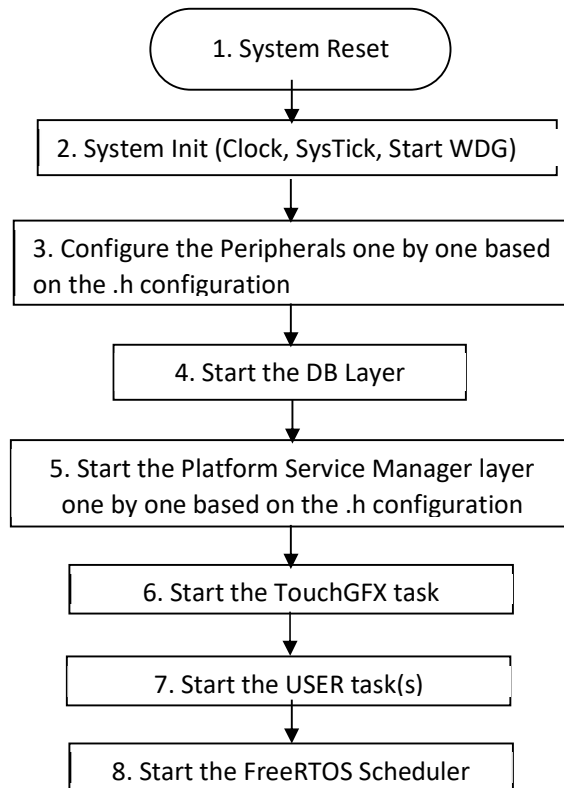 1. System Reset
2. System Init (Clock, SysTick, Start WDG)
3. Configure the Peripherals one by one based
on the .h configuration
4. Start the DB Layer
5. Start the Platform Service Manager layer
one by one based on the .h configuration
6. Start the TouchGFX task
7. Start the USER task(s)
8. Start the FreeRTOS Scheduler